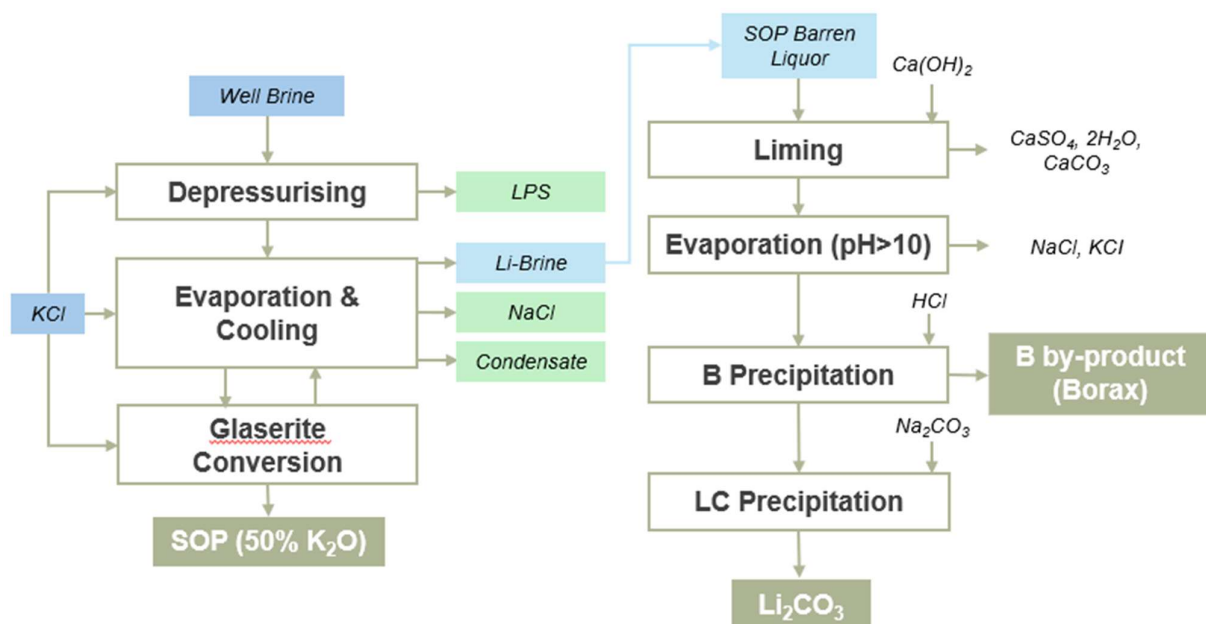 Well Brine
Depressurising
LPS
KCl
Evaporation &
Cooling
Li-Brine
NaCl
Condensate
Glaserite
Conversion
SOP (50% K₂O)
SOP Barren
Liquor
Ca(OH)₂
Liming
CaSO₄, 2H₂O,
CaCO₃
Evaporation (pH>10)
NaCl, KCl
HCl
B Precipitation
B by-product
(Borax)
Na₂CO₃
LC Precipitation
Li₂CO₃